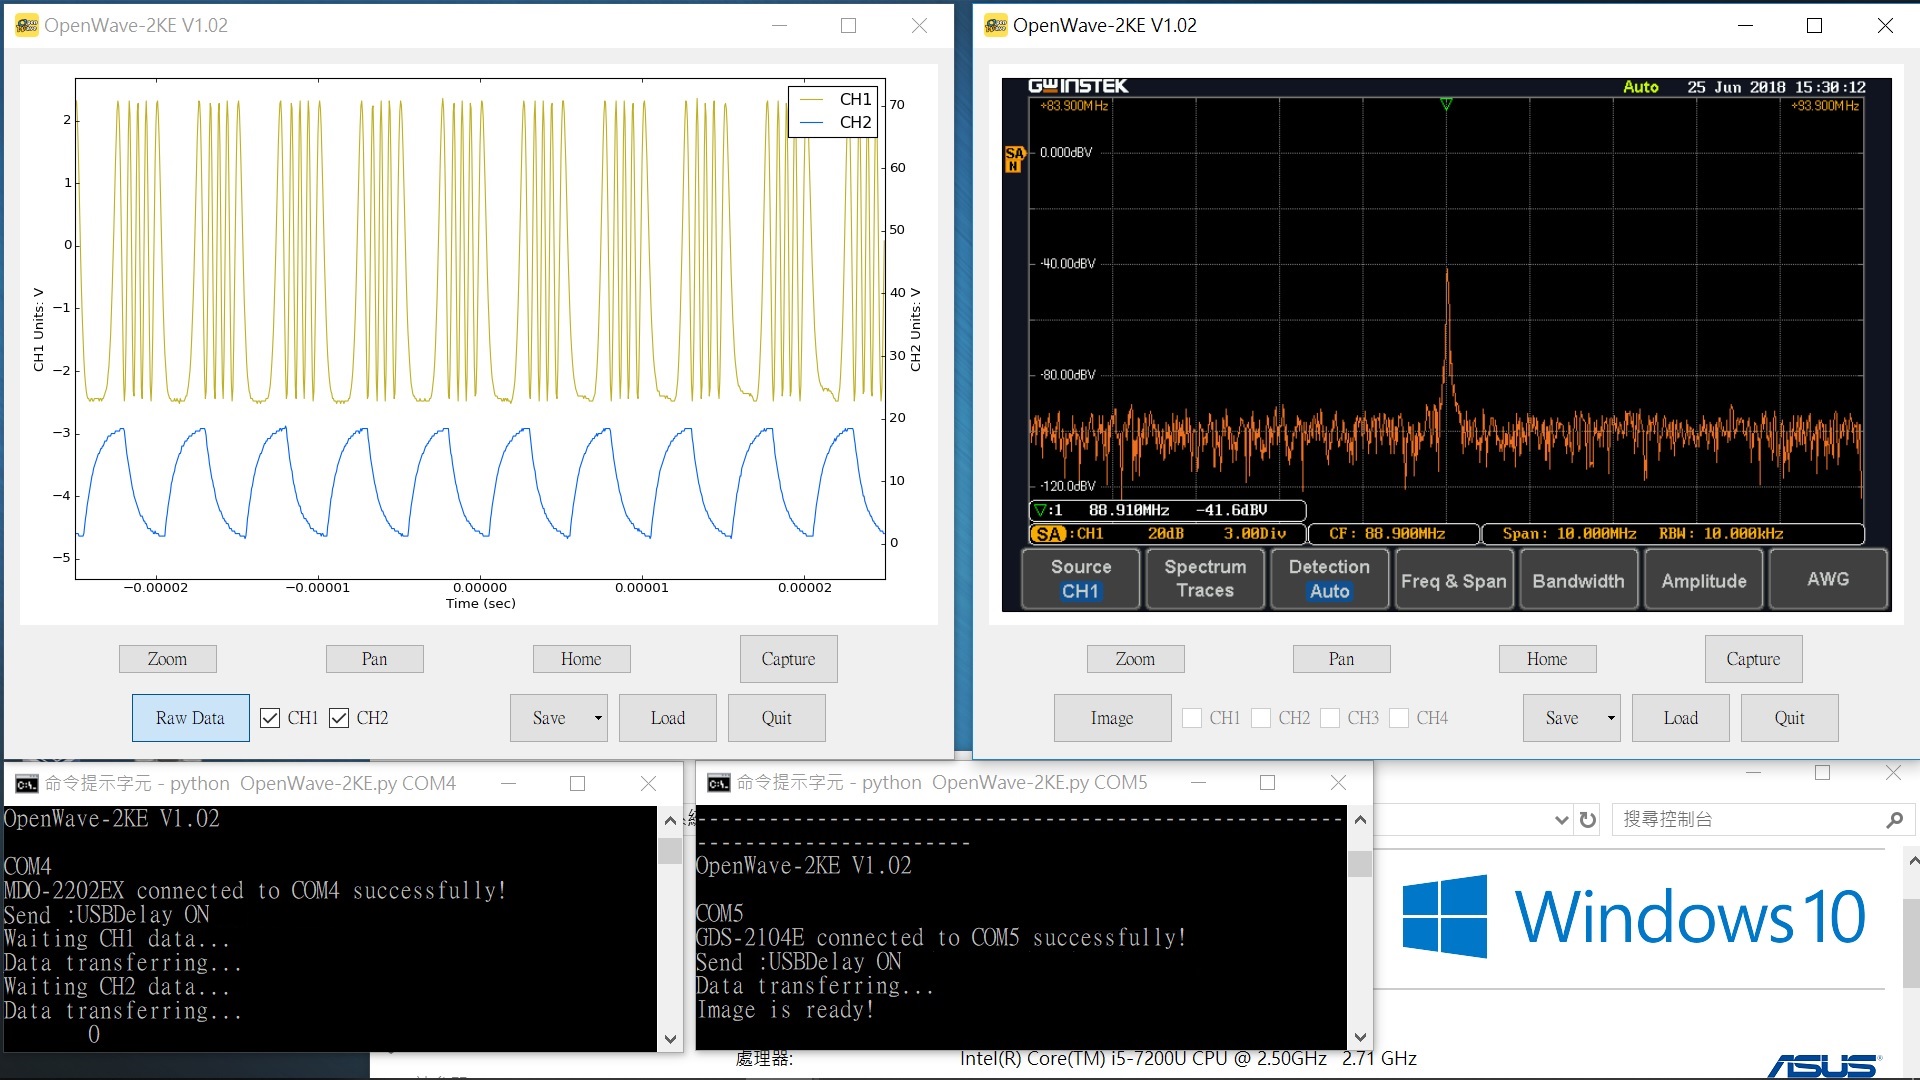 OpenWave-2KE V1.02
CH1
CH2
2
1
0
−1
−2
−3
−4
−5
70
60
50
40
30
20
10
0
CH1 Units: V
CH2 Units: V
−0.00002
−0.00001
0.00000
0.00001
0.00002
Time (sec)
Zoom
Pan
Home
Capture
Raw Data
CH1
CH2
Save
Load
Quit
OpenWave-2KE V1.02
GWINSTEK
Auto
25 Jun 2018 15:30:12
+83.900MHz
+93.900MHz
SA
N
0.000dBV
-40.00dBV
-80.00dBV
-120.0dBV
:1 88.910MHz -41.6dBV
SA :CH1 20dB 3.00Div
CF: 88.900MHz
Span: 10.000MHz RBW: 10.000kHz
Source
CH1
Spectrum
Traces
Detection
Auto
Freq & Span
Bandwidth
Amplitude
AWG
Zoom
Pan
Home
Capture
Image
CH1
CH2
CH3
CH4
Save
Load
Quit
命令提示字元 - python OpenWave-2KE.py COM4
OpenWave-2KE V1.02
COM4
MDO-2202EX connected to COM4 successfully!
Send :USBDelay ON
Waiting CH1 data...
Data transferring...
Waiting CH2 data...
Data transferring...
0
命令提示字元 - python OpenWave-2KE.py COM5
--------------------------------------------------------
-----------------------
OpenWave-2KE V1.02
COM5
GDS-2104E connected to COM5 successfully!
Send :USBDelay ON
Data transferring...
Image is ready!
搜尋控制台
Windows 10
處理器:
Intel(R) Core(TM) i5-7200U CPU @ 2.50GHz 2.71 GHz
ASUS